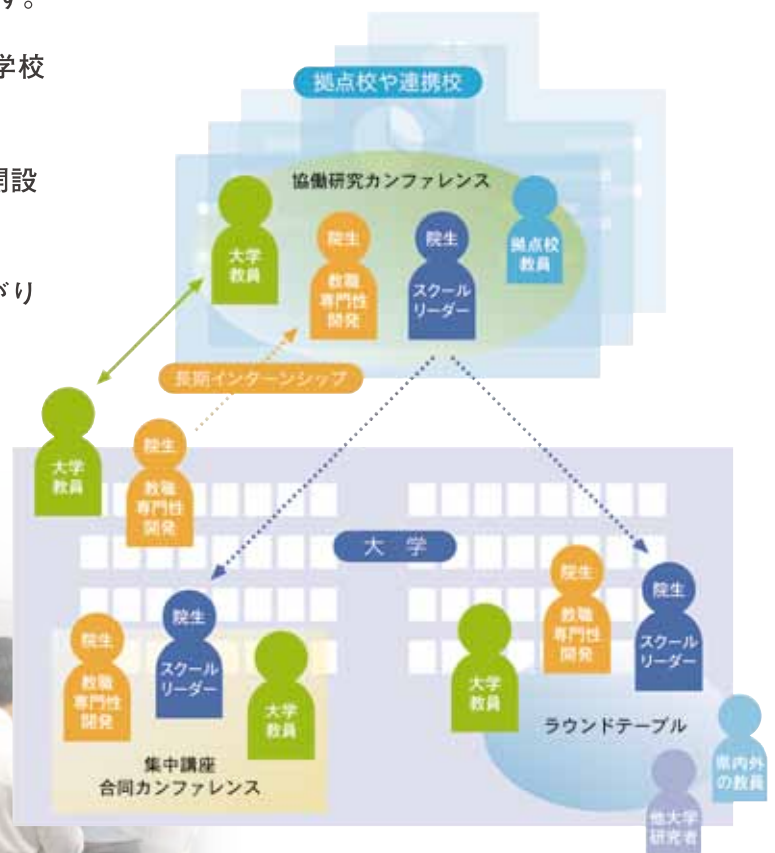 す。
学校
開設
がり
拠点校や連携校
協働研究カンファレンス
大学
教員
院生
教職
専門性
開発
院生
スクール
リーダー
拠点校
教員
長期インターンシップ
大学
教員
院生
教職
専門性
開発
大 学
院生
教職
専門性
開発
院生
スクール
リーダー
大学
教員
集中講座
合同カンファレンス
大学
教員
院生
教職
専門性
開発
院生
スクール
リーダー
ラウンドテーブル
県内外
の教員
他大学
研究者